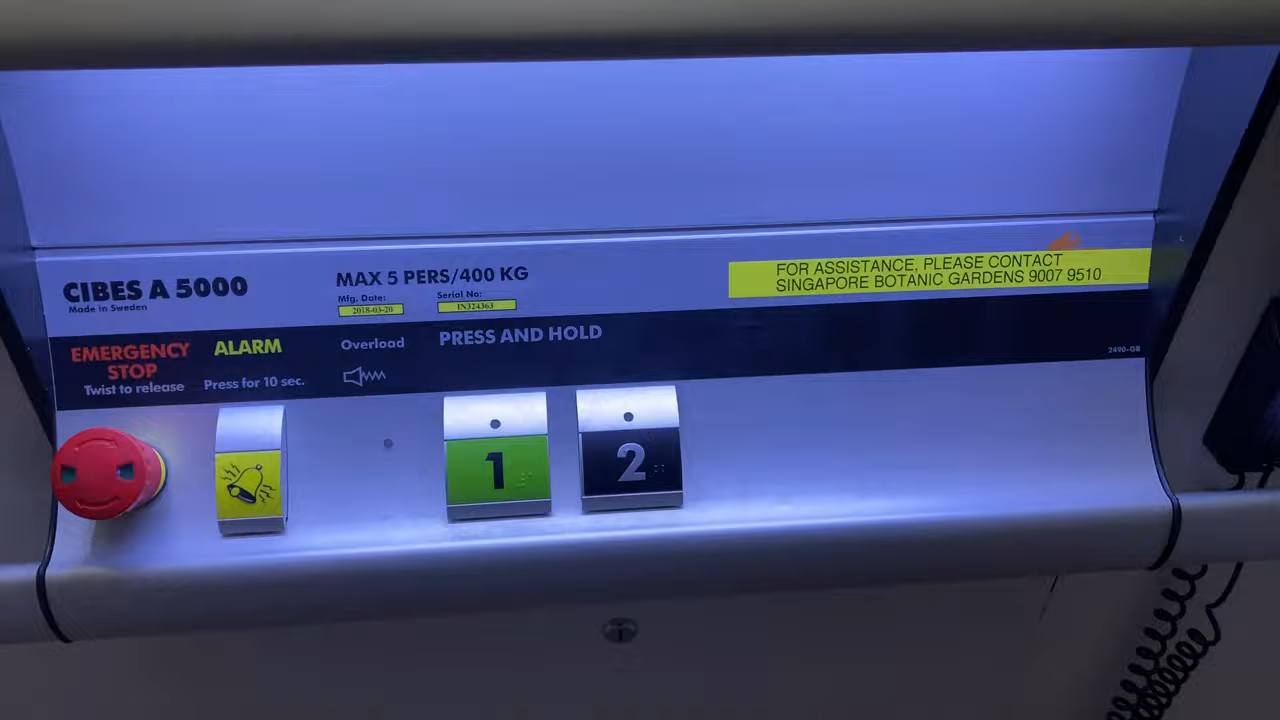 CIBES A 5000
Made in Sweden
MAX 5 PERS/400 KG
Mfg. Date:
2018-03-20
Serial No:
IN324363
FOR ASSISTANCE, PLEASE CONTACT
SINGAPORE BOTANIC GARDENS 9007 9510
EMERGENCY
STOP
Twist to release
ALARM
Press for 10 sec.
Overload
PRESS AND HOLD
2490-GB
1
2